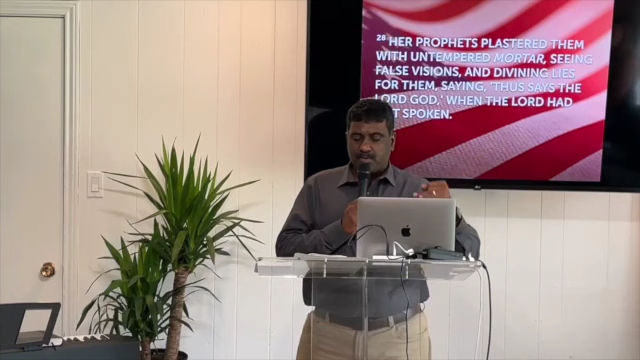 28 HER PROPHETS PLASTERED THEM
WITH UNTEMPERED MORTAR, SEEING
FALSE VISIONS, AND DIVINING LIES
FOR THEM, SAYING, 'THUS SAYS THE
LORD GOD,' WHEN THE LORD HAD
SPOKEN.